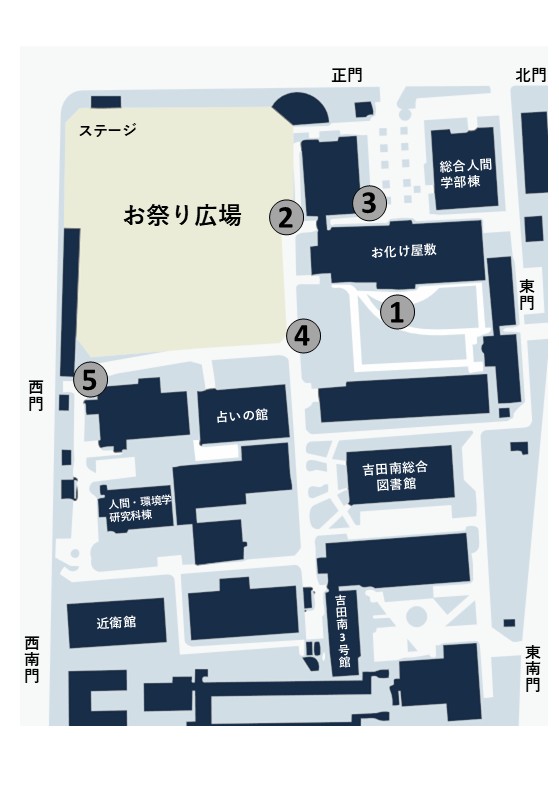 正門
北門
ステージ
総合人間
学部棟
お祭り広場
2
3
お化け屋敷
東門
1
4
5
西門
占いの館
吉田南総合
図書館
人間・環境学
研究科棟
近衛館
吉田南3号館
西南門
東南門